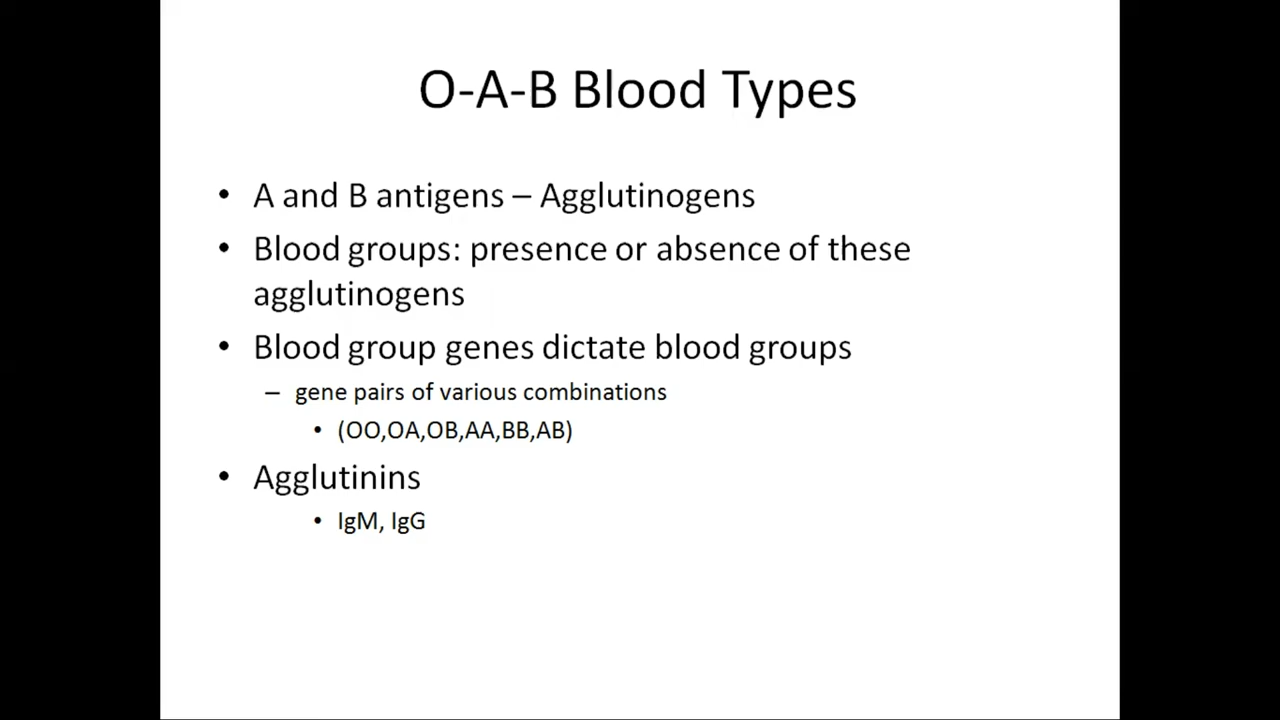 O-A-B Blood Types
• A and B antigens – Agglutinogens
• Blood groups: presence or absence of these
agglutinogens
• Blood group genes dictate blood groups
– gene pairs of various combinations
• (OO,OA,OB,AA,BB,AB)
• Agglutinins
• IgM, IgG